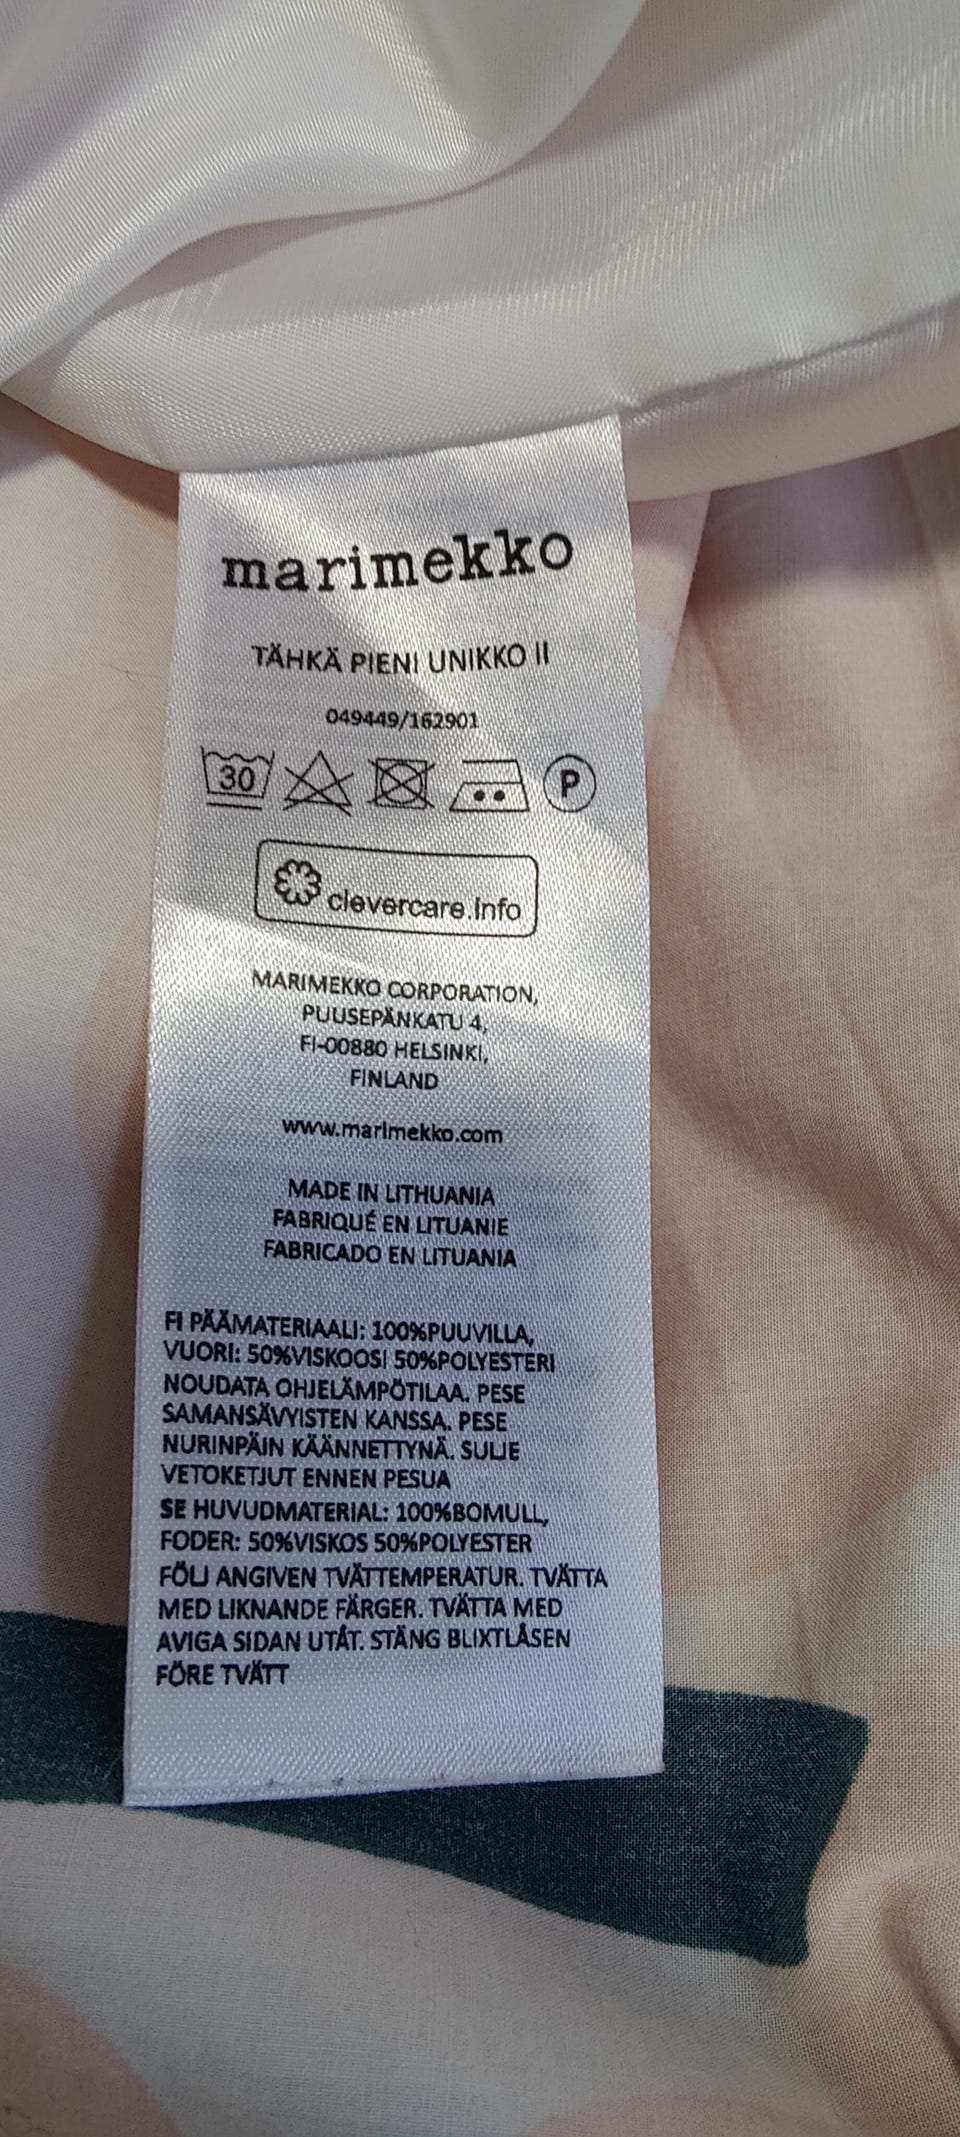 marimekko
TÄHKÄ PIENI UNIKKO II
049449/162901
30 P
clevercare.info
MARIMEKKO CORPORATION,
PUUSEPÄNKATU 4,
FI-00880 HELSINKI,
FINLAND
www.marimekko.com
MADE IN LITHUANIA
FABRIQUÉ EN LITUANIE
FABRICADO EN LITUANIA
FI PÄÄMATERIAALI: 100%PUUVILLA,
VUORI: 50%VISKOOSI 50%POLYESTERI
NOUDATA OHJELÄMPÖTILAA. PESE
SAMANSÄVYISTEN KANSSA. PESE
NURINPÄIN KÄÄNNETTYNÄ. SULJE
VETOKETJUT ENNEN PESUA
SE HUVUDMATERIAL: 100%BOMULL,
FODER: 50%VISKOS 50%POLYESTER
FÖLJ ANGIVEN TVÄTTEMPERATUR. TVÄTTA
MED LIKNANDE FÄRGER. TVÄTTA MED
AVIGA SIDAN UTÅT. STÄNG BLIXTLÅSEN
FÖRE TVÄTT